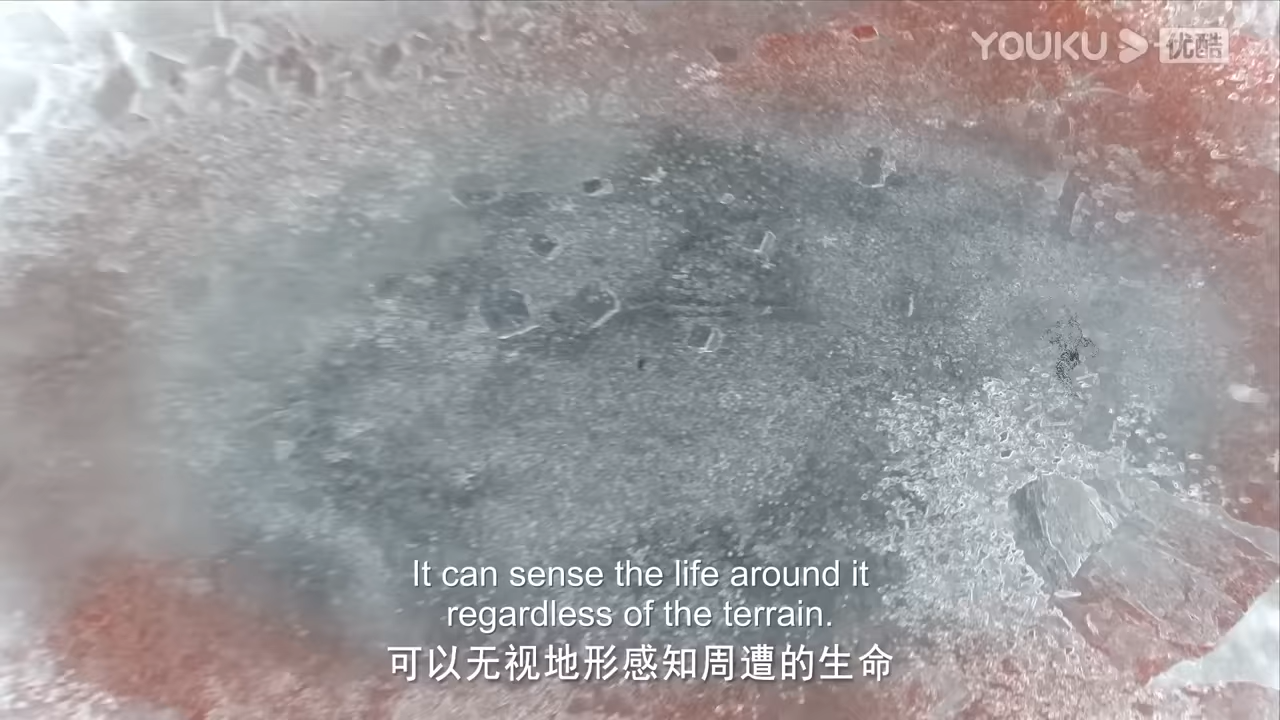 YOUKU 优酷
It can sense the life around it
regardless of the terrain.
可以无视地形感知周遭的生命